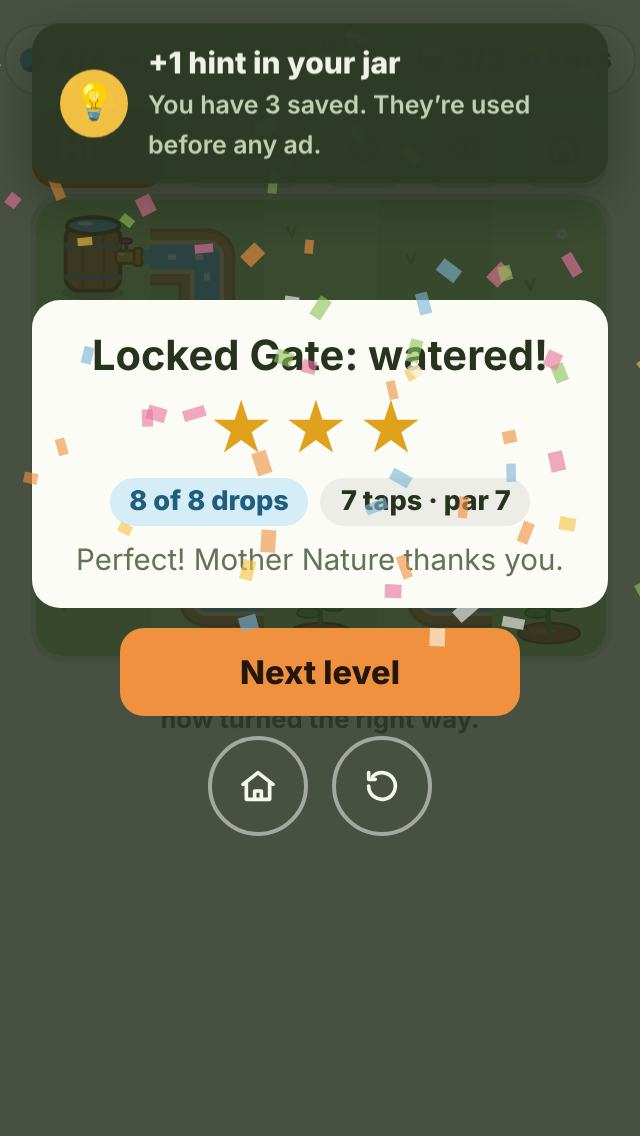 +1 hint in your jar
You have 3 saved. They’re used
before any ad.
Locked Gate: watered!
8 of 8 drops
7 taps · par 7
Perfect! Mother Nature thanks you.
Next level
now turned the right way.